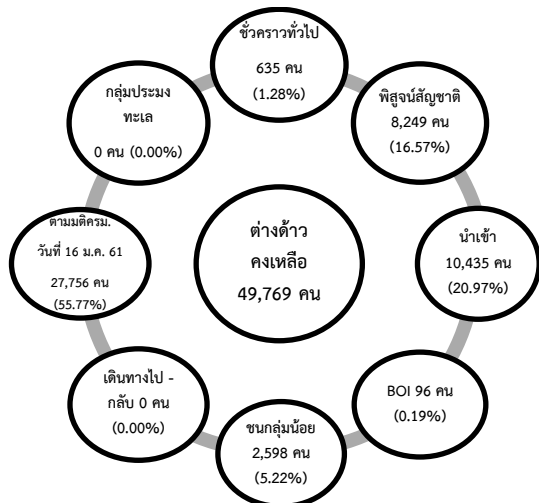 ชั่วคราวทั่วไป
635 คน
(1.28%)
พิสูจน์สัญชาติ
8,249 คน
(16.57%)
นำเข้า
10,435 คน
(20.97%)
BOI 96 คน
(0.19%)
ชนกลุ่มน้อย
2,598 คน
(5.22%)
เดินทางไป -
กลับ 0 คน
(0.00%)
ตามมติครม.
วันที่ 16 ม.ค. 61
27,756 คน
(55.77%)
กลุ่มประมง
ทะเล
0 คน (0.00%)
ต่างด้าว
คงเหลือ
49,769 คน